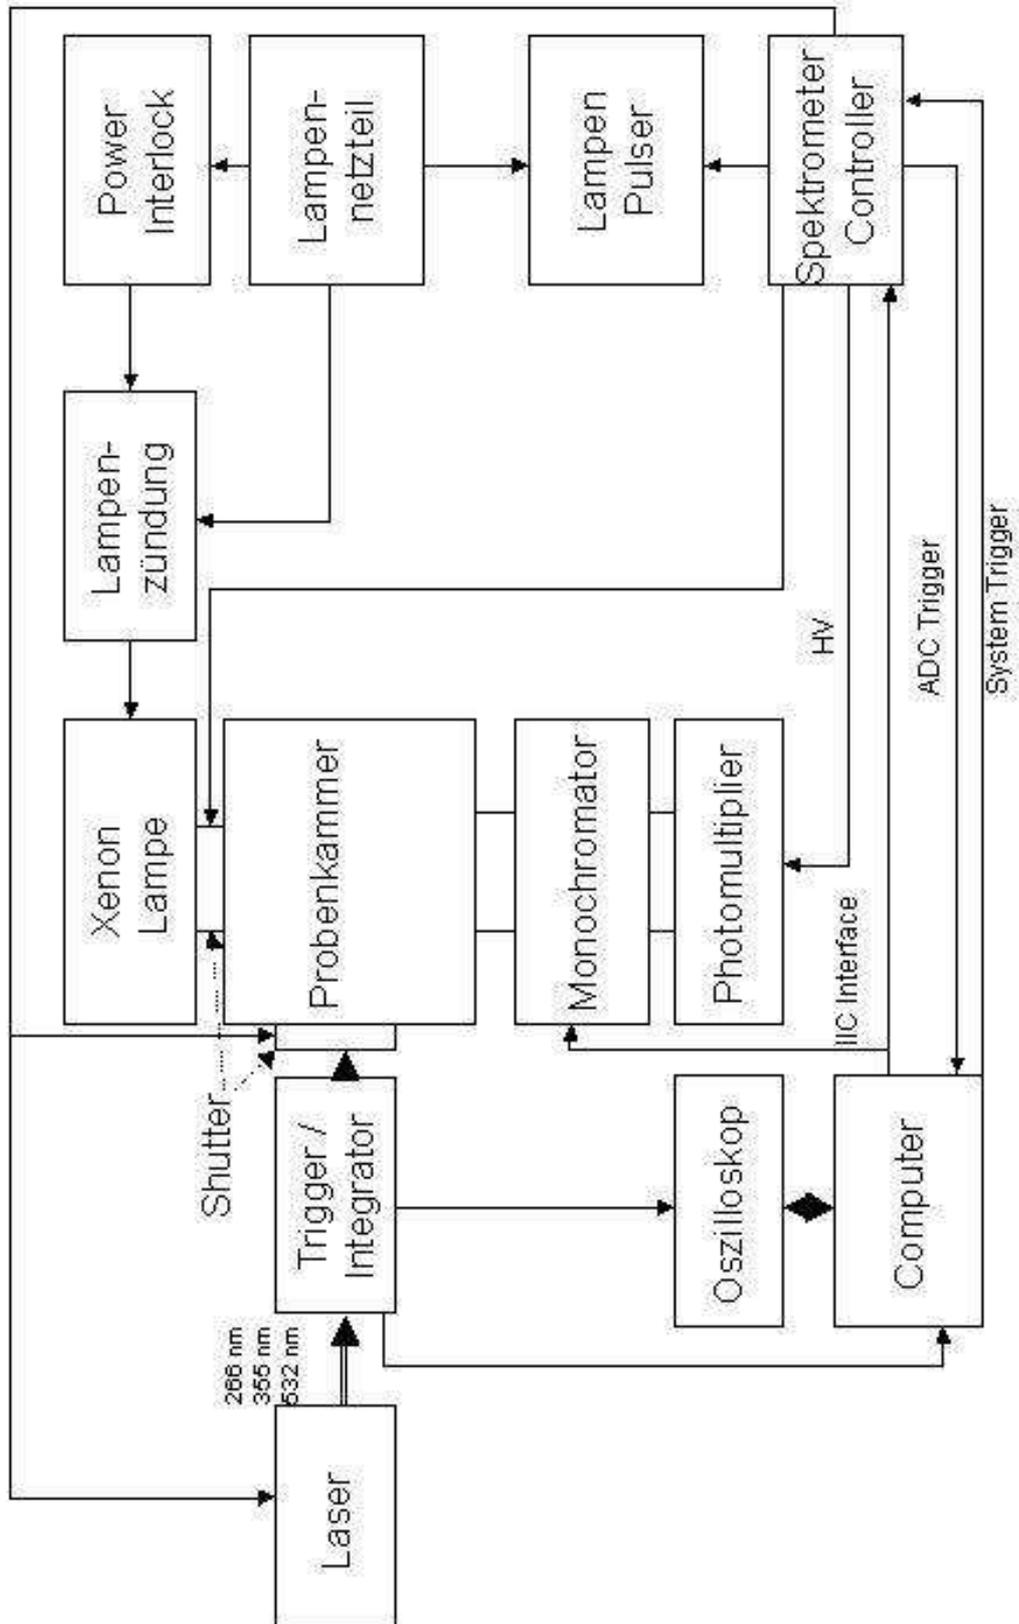 Power
Interlock
Lampen-
netzteil
Lampen
Pulser
Spektrometer
Controller
Lampen-
zündung
Xenon
Lampe
Probenkammer
Monochromator
Photomultiplier
HV
ADC Trigger
System Trigger
IIC Interface
Shutter
Trigger /
Integrator
Oszilloskop
Computer
266 nm
355 nm
532 nm
Laser